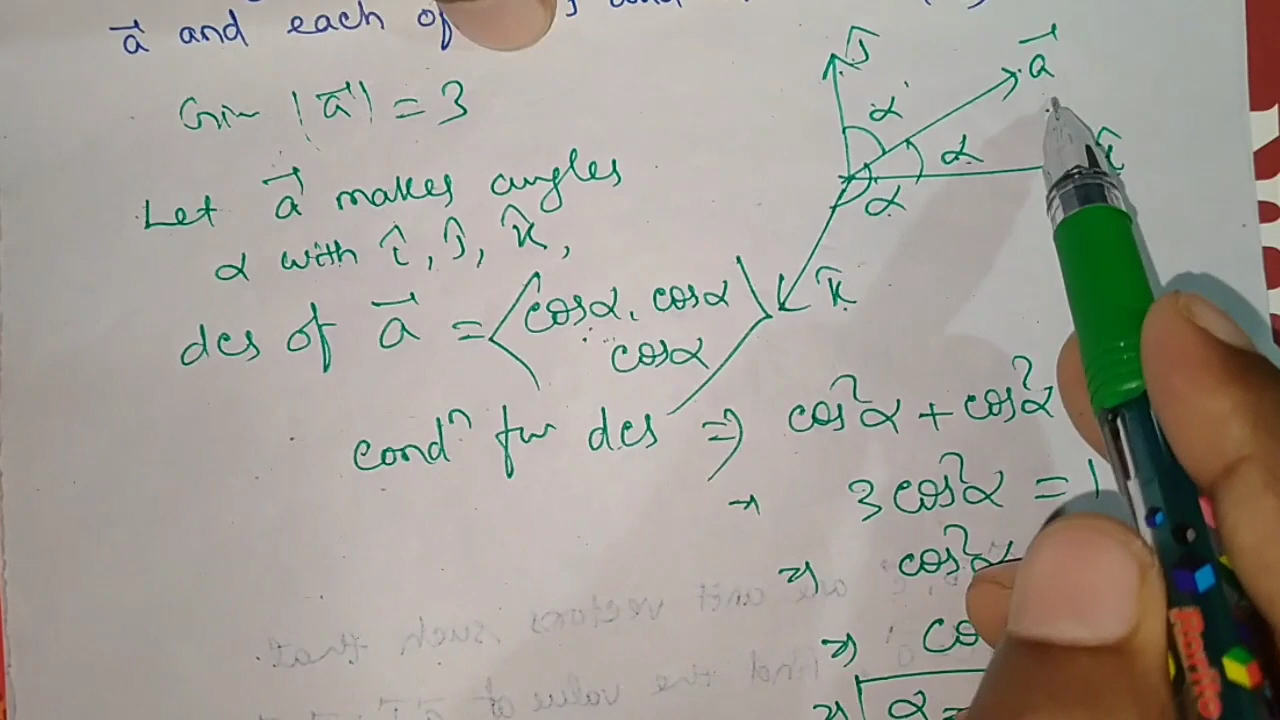 a⃗ and each of
Givn |a⃗| = 3
Let a⃗ makes angles
α with î, ĵ, k̂,
dcs of a⃗ = < cosα, cosα
cosα >
condⁿ for dcs ⇒ cos²α + cos²α
⇒ 3cos²α = 1
⇒ cos²α
⇒ co
⇒ α =
ĵ
a⃗
α
α
î
α
k̂